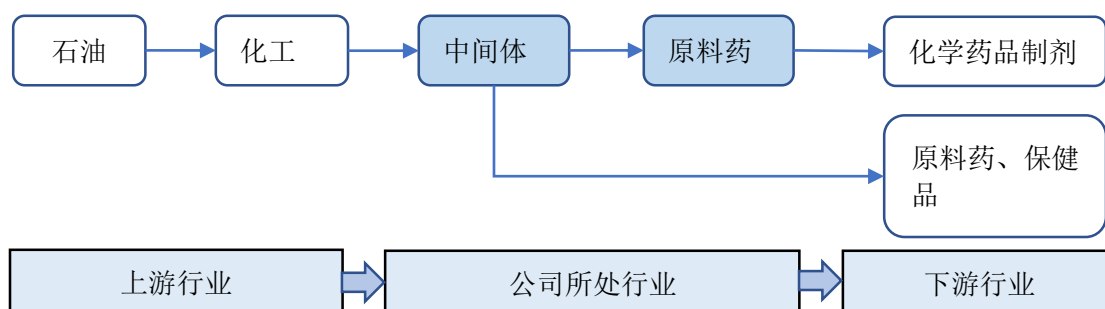 石油
化工
中间体
原料药
化学药品制剂
原料药、保健
品
上游行业
公司所处行业
下游行业